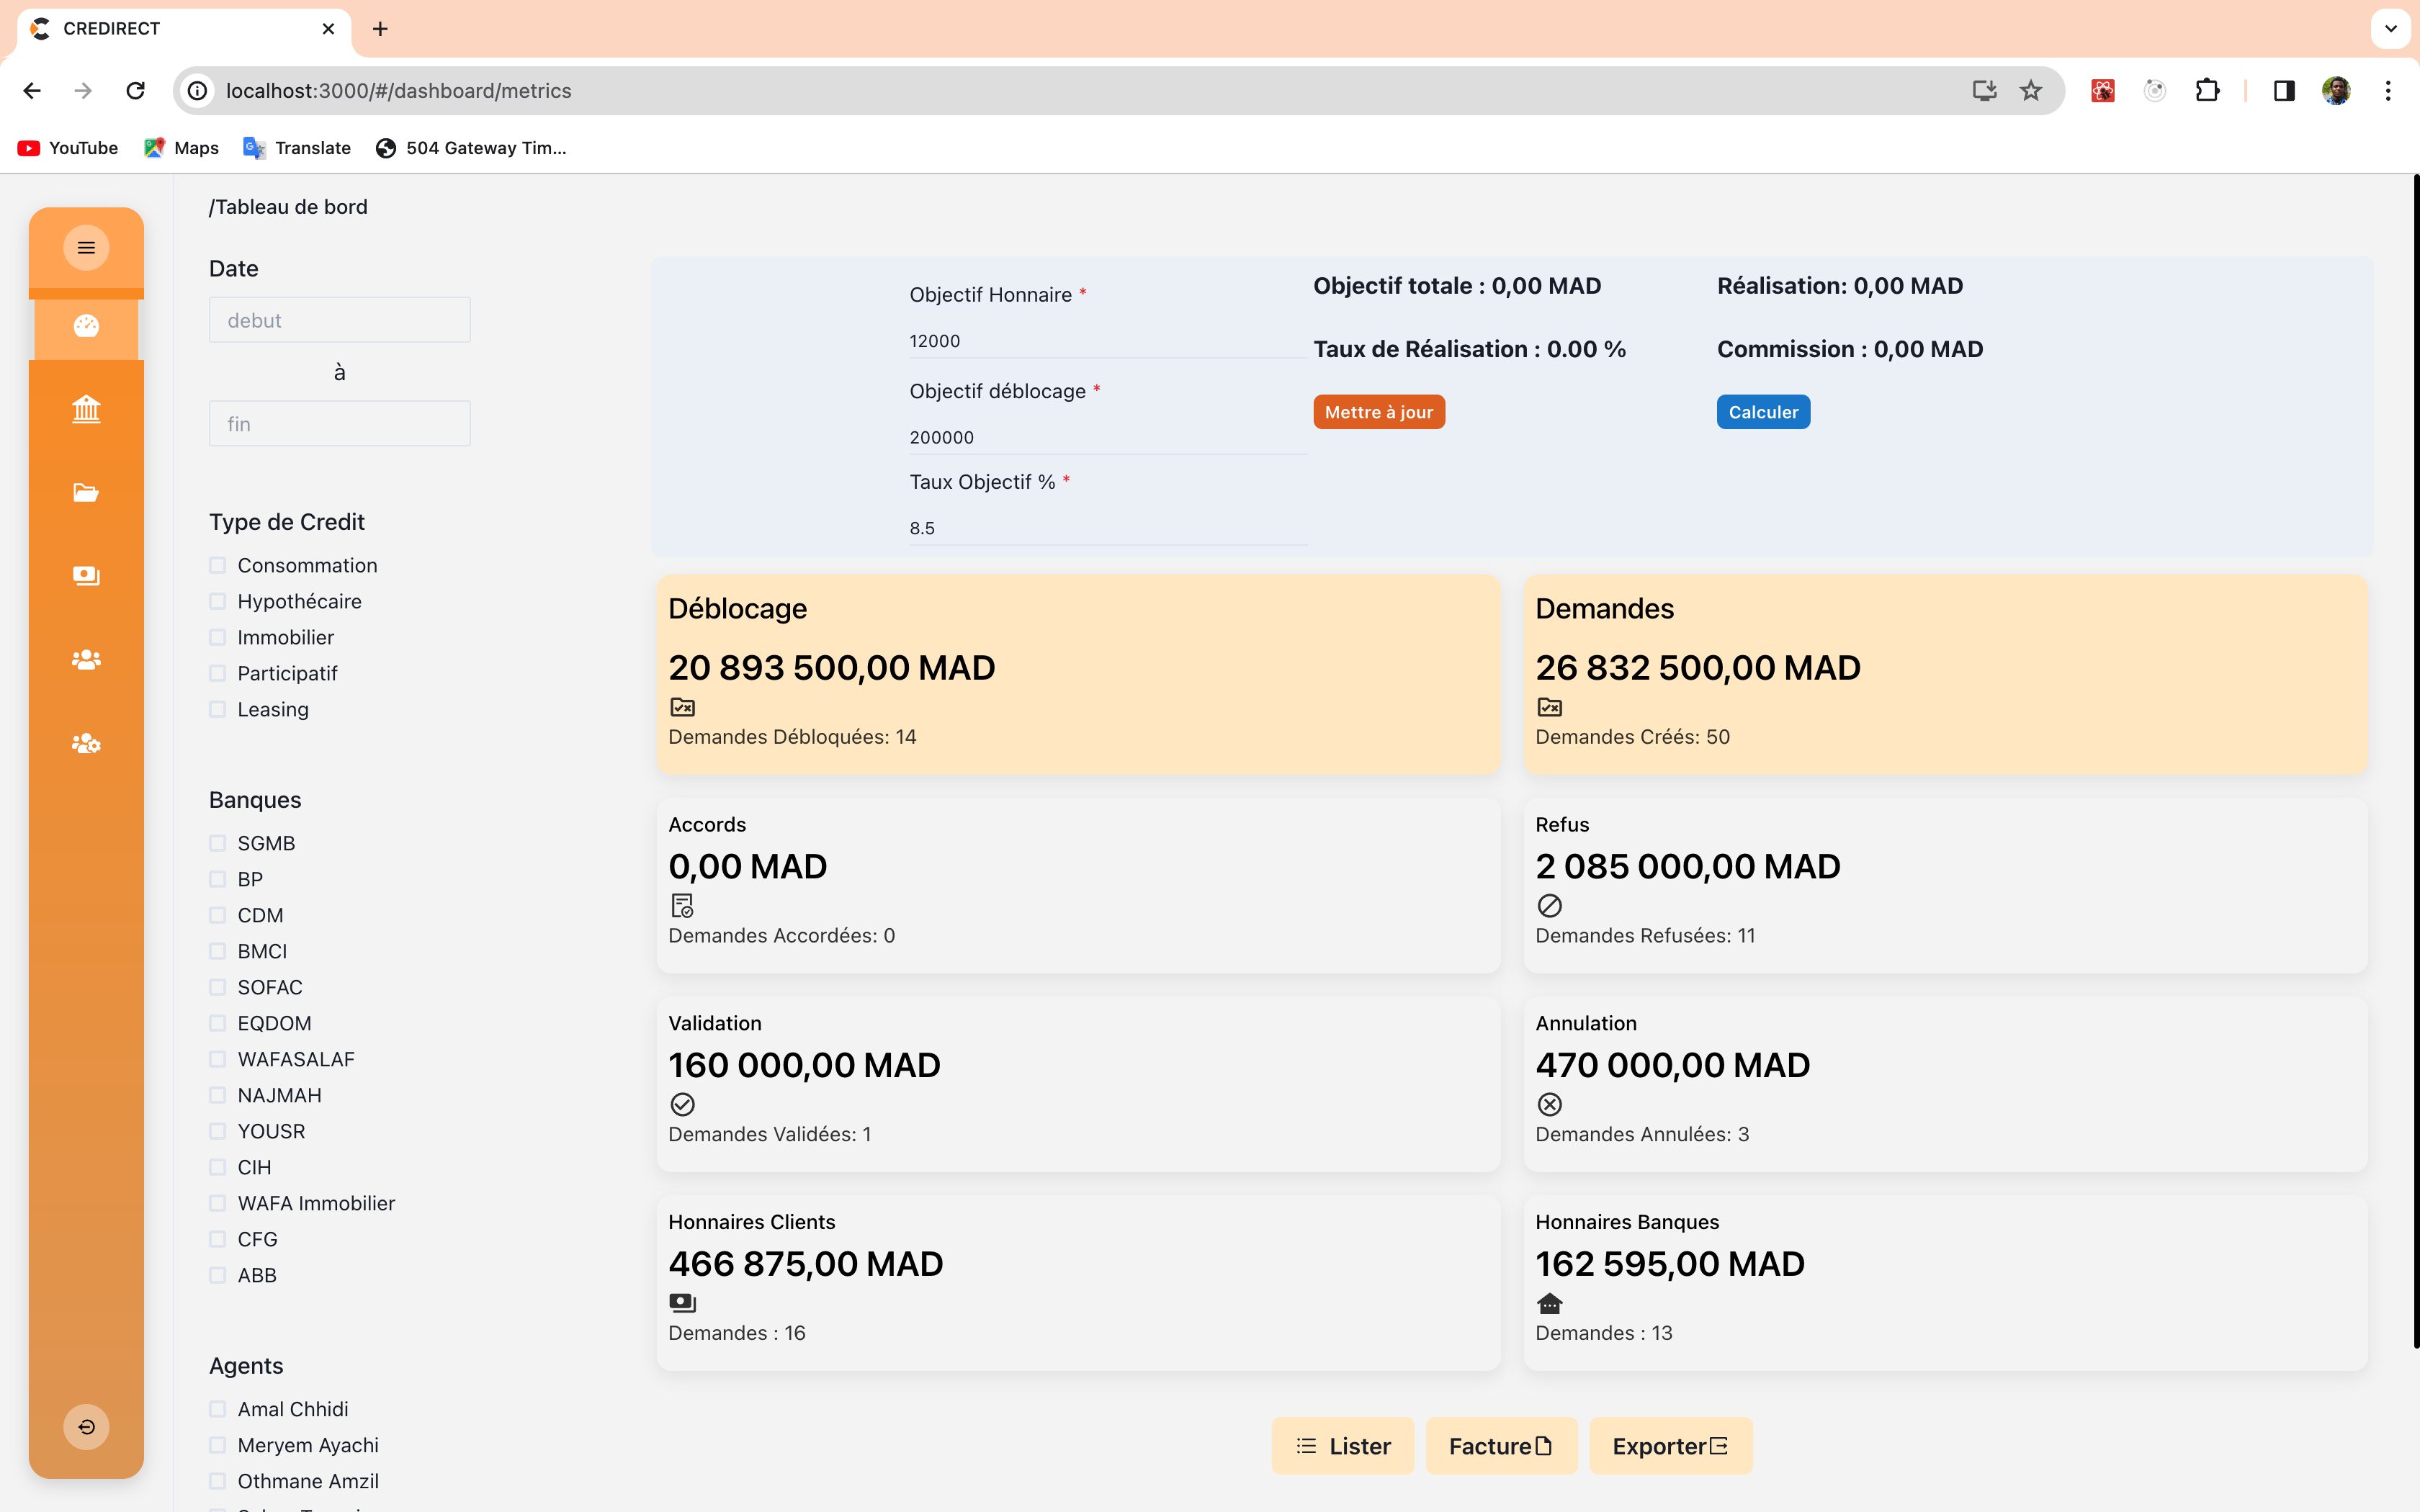 CREDIRECT
localhost:3000/#/dashboard/metrics
YouTube
Maps
Translate
504 Gateway Tim...
/Tableau de bord
Date
debut
à
fin
Type de Credit
Consommation
Hypothécaire
Immobilier
Participatif
Leasing
Banques
SGMB
BP
CDM
BMCI
SOFAC
EQDOM
WAFASALAF
NAJMAH
YOUSR
CIH
WAFA Immobilier
CFG
ABB
Agents
Amal Chhidi
Meryem Ayachi
Othmane Amzil
Objectif Honnaire *
12000
Objectif déblocage *
200000
Taux Objectif % *
8.5
Objectif totale : 0,00 MAD
Taux de Réalisation : 0.00 %
Mettre à jour
Réalisation: 0,00 MAD
Commission : 0,00 MAD
Calculer
Déblocage
20 893 500,00 MAD
Demandes Débloquées: 14
Demandes
26 832 500,00 MAD
Demandes Créés: 50
Accords
0,00 MAD
Demandes Accordées: 0
Refus
2 085 000,00 MAD
Demandes Refusées: 11
Validation
160 000,00 MAD
Demandes Validées: 1
Annulation
470 000,00 MAD
Demandes Annulées: 3
Honnaires Clients
466 875,00 MAD
Demandes : 16
Honnaires Banques
162 595,00 MAD
Demandes : 13
Lister
Facture
Exporter